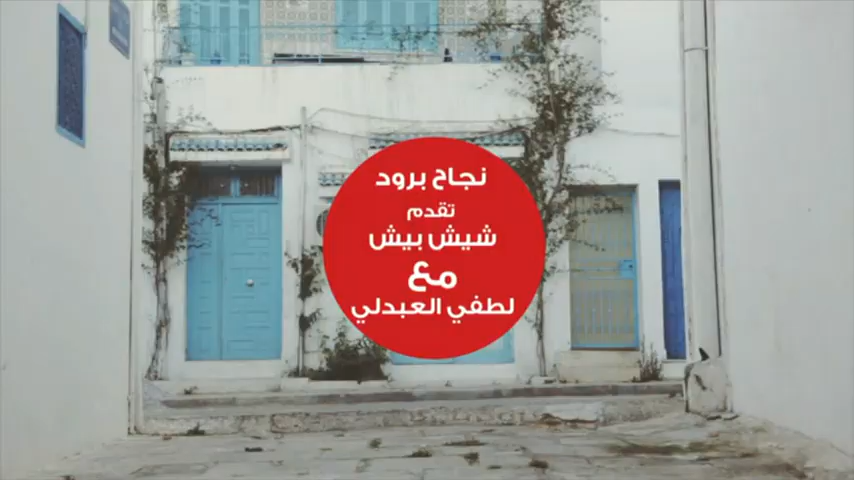 نجاح برود
تقدم
شيش بيش
مع
لطفي العبدلي